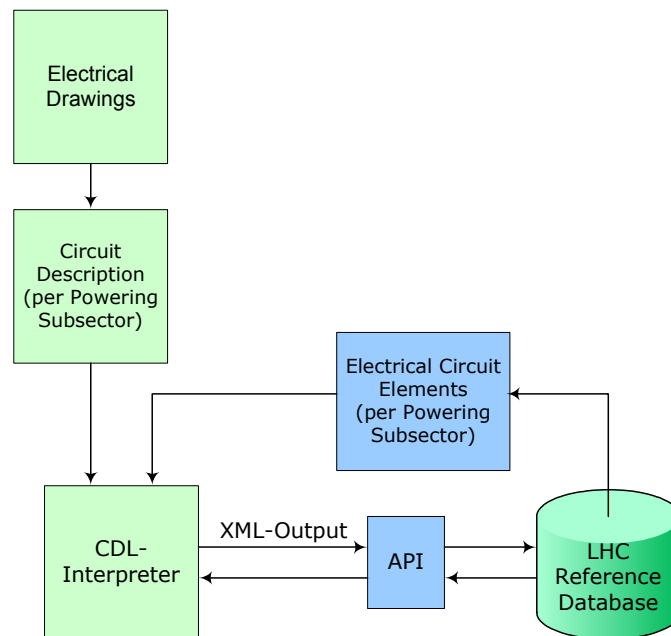 Electrical
Drawings
Circuit
Description
(per Powering
Subsector)
Electrical Circuit
Elements
(per Powering
Subsector)
CDL-
Interpreter
XML-Output
API
LHC
Reference
Database